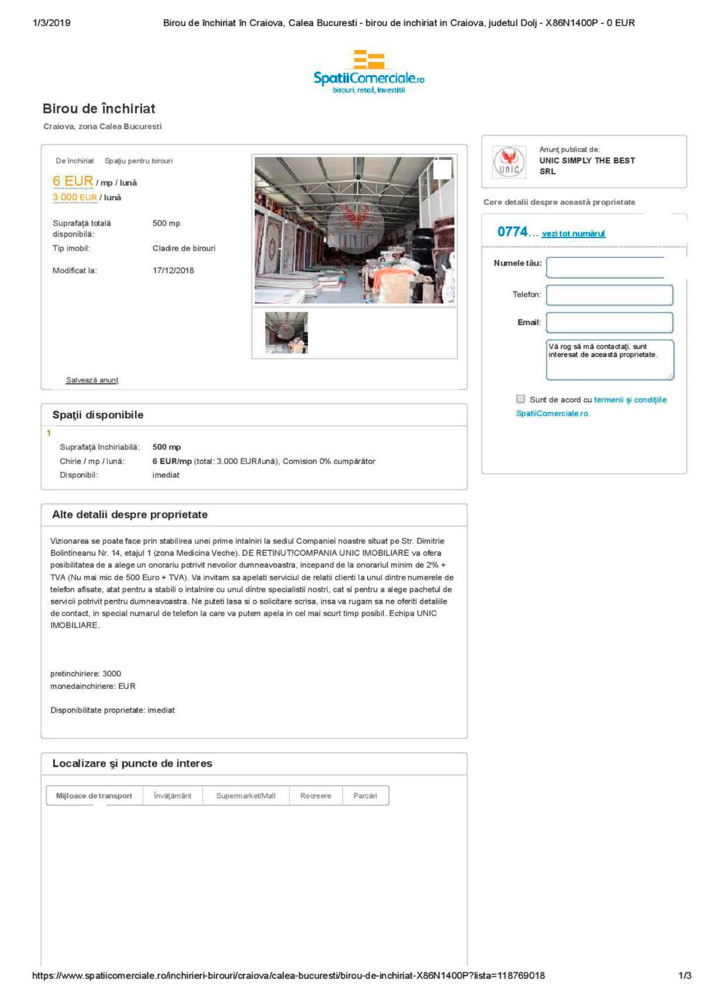 1/3/2019
Birou de închiriat în Craiova, Calea Bucuresti - birou de inchiriat in Craiova, judetul Dolj - X86N1400P - 0 EUR
SpatiiComerciale.ro
birouri, retail, investitii
Birou de închiriat
Craiova, zona Calea Bucuresti
De închiriat Spaţiu pentru birouri
6 EUR / mp / lună
3.000 EUR / lună
Suprafaţă totală disponibilă: 500 mp
Tip imobil: Cladire de birouri
Modificat la: 17/12/2018
UNIC
Salvează anunţ
UNIC
Anunţ publicat de:
UNIC SIMPLY THE BEST
SRL
Cere detalii despre această proprietate
0774... vezi tot numărul
Numele tău:
Telefon:
Email:
Vă rog să mă contactaţi, sunt
interesat de această proprietate.
Sunt de acord cu termenii şi condiţiile
SpatiiComerciale.ro.
Spaţii disponibile
1
Suprafaţă închiriabilă: 500 mp
Chirie / mp / lună: 6 EUR/mp (total: 3.000 EUR/lună), Comision 0% cumpărător
Disponibil: imediat
Alte detalii despre proprietate
Vizionarea se poate face prin stabilirea unei prime intalniri la sediul Companiei noastre situat pe Str. Dimitrie
Bolintineanu Nr. 14, etajul 1 (zona Medicina Veche). DE RETINUT!COMPANIA UNIC IMOBILIARE va ofera
posibilitatea de a alege un onorariu potrivit nevoilor dumneavoastra, incepand de la onorariul minim de 2% +
TVA (Nu mai mic de 500 Euro + TVA). Va invitam sa apelati serviciul de relatii clienti la unul dintre numerele de
telefon afisate, atat pentru a stabili o intalnire cu unul dintre specialistii nostri, cat si pentru a alege pachetul de
servicii potrivit pentru dumneavoastra. Ne puteti lasa si o solicitare scrisa, insa va rugam sa ne oferiti detaliile
de contact, in special numarul de telefon la care va putem apela in cel mai scurt timp posibil. Echipa UNIC
IMOBILIARE.
pretinchiriere: 3000
monedainchiriere: EUR
Disponibilitate proprietate: imediat
Localizare şi puncte de interes
Mijloace de transport Învăţământ Supermarket/Mall Recreere Parcări
https://www.spatiicomerciale.ro/inchirieri-birouri/craiova/calea-bucuresti/birou-de-inchiriat-X86N1400P?lista=118769018
1/3